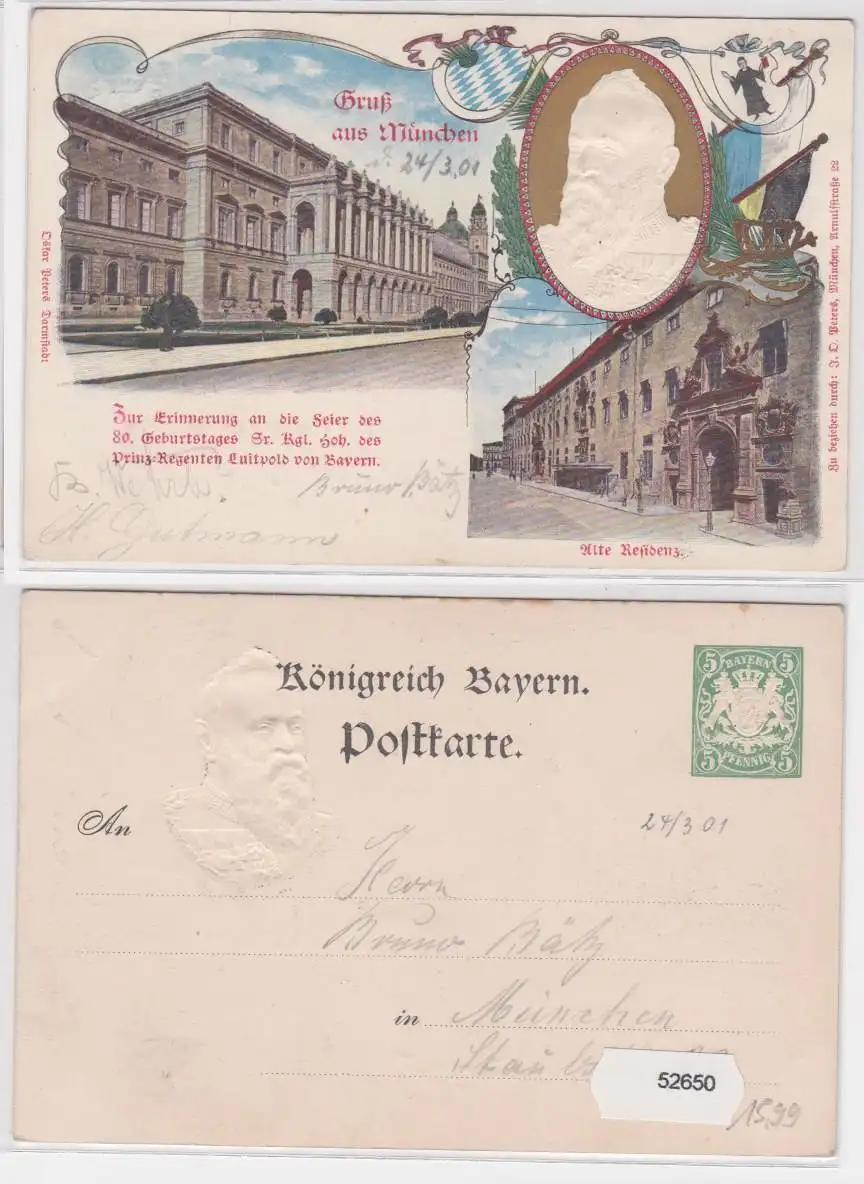 Gruß
aus München
d. 24/3.01
Oskar Peters Darmstadt
Zu beziehen durch: J. O. Peters, München, Arnulfstraße 22
Zur Erinnerung an die Feier des
80. Geburtstages Sr. Kgl. Hoh. des
Prinz-Regenten Luitpold von Bayern.
Bruno Bätz
H. Gutmann
Alte Residenz.
Königreich Bayern.
Postkarte.
5 BAYERN 5
5 PFENNIG 5
An
24/3 01
Herrn
Bruno Bätz
in München
52650
15,99